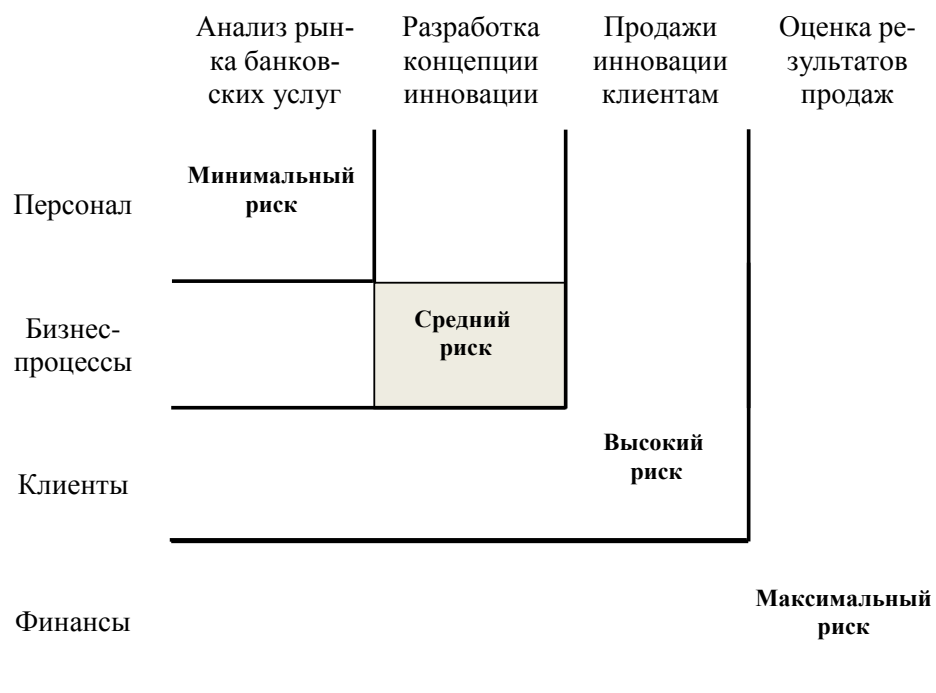 Анализ рын-
ка банков-
ских услуг
Разработка
концепции
инновации
Продажи
инновации
клиентам
Оценка ре-
зультатов
продаж
Персонал
Минимальный
риск
Бизнес-
процессы
Средний
риск
Клиенты
Высокий
риск
Финансы
Максимальный
риск